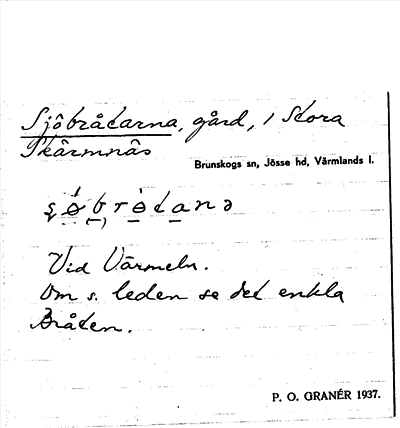 Sjöbråtarna, gård, i Stora
Skärmnäs
Brunskogs sn, Jösse hd, Värmlands l.
Vid Värmeln.
Om s. leden se det enkla
Bråten.
P. O. GRANÉR 1937.